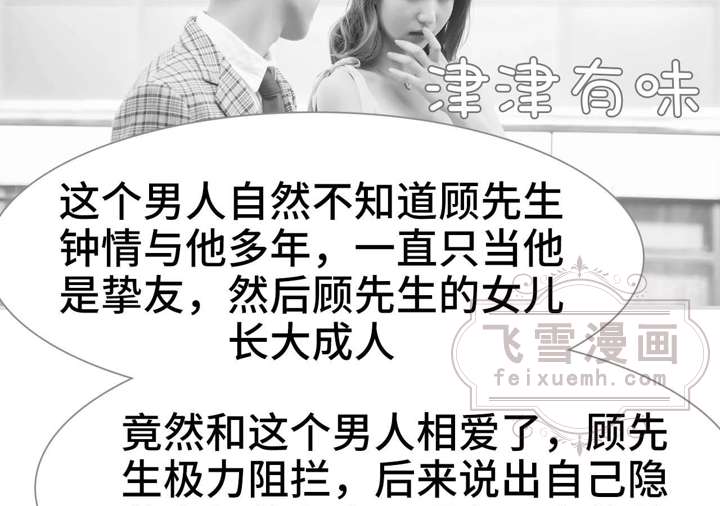 津津有味
这个男人自然不知道顾先生
钟情与他多年，一直只当他
是挚友，然后顾先生的女儿
长大成人
飞雪漫画
feixuemh.com
竟然和这个男人相爱了，顾先
生极力阻拦，后来说出自己隐